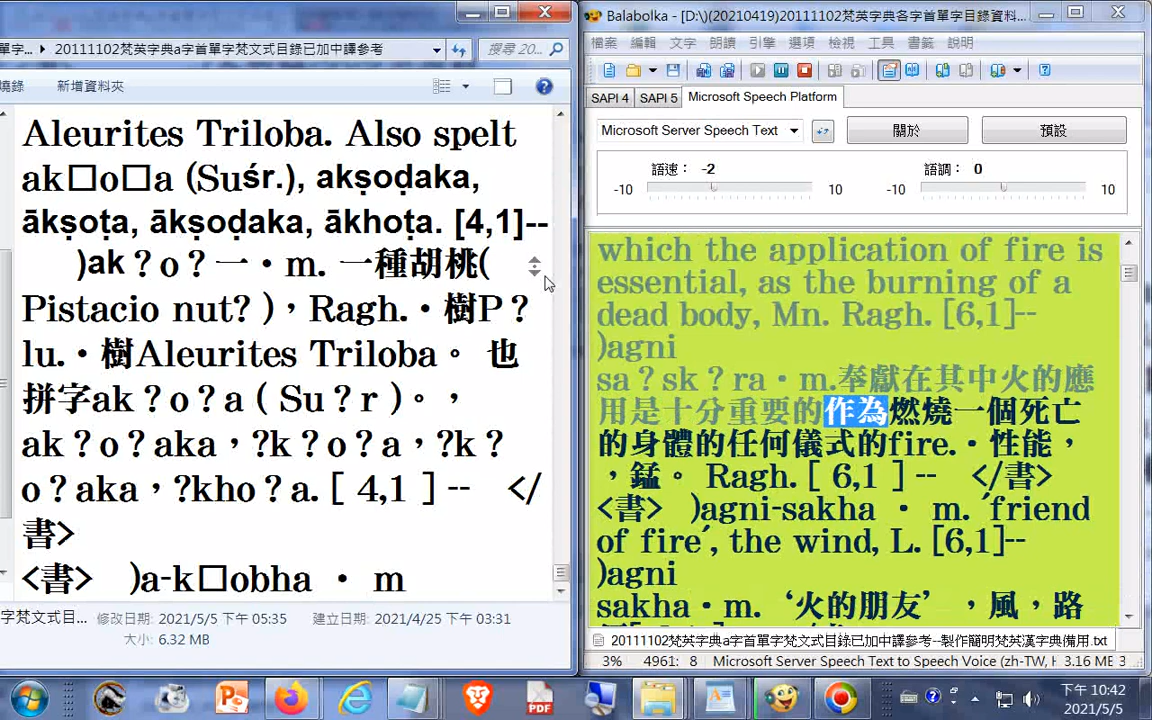 單字... ▸ 20111102梵英字典a字首單字梵文式目錄已加中譯參考
搜尋 20...
燒錄 新增資料夾
Aleurites Triloba. Also spelt
ak□o□a (Suśr.), akṣoḍaka,
ākṣoṭa, ākṣoḍaka, ākhoṭa. [4,1]--
)ak？o？一・m. 一種胡桃(
Pistacio nut? )，Ragh.・樹P？
lu.・樹Aleurites Triloba。 也
拼字ak？o？a ( Su？r )。，
ak？o？aka，?k？o？a，?k？
o？aka，?kho？a. [ 4,1 ] -- </
書>
<書> )a-k□obha ・ m
字梵文式目... 修改日期: 2021/5/5 下午 05:35 建立日期: 2021/4/25 下午 03:31
大小: 6.32 MB
Balabolka - [D:\)(20210419)20111102梵英字典各字首單字目錄資料...
檔案 編輯 文字 朗讀 引擎 選項 檢視 工具 書籤 說明
SAPI 4 SAPI 5 Microsoft Speech Platform
Microsoft Server Speech Text 關於 預設
語速： -2 語調： 0
-10 10 -10 10
which the application of fire is
essential, as the burning of a
dead body, Mn. Ragh. [6,1]--
)agni
sa？sk？ra・m.奉獻在其中火的應
用是十分重要的作為燃燒一個死亡
的身體的任何儀式的fire.・性能，
，錳。 Ragh. [ 6,1 ] -- </書>
<書> )agni-sakha ・ m. ′friend
of fire′, the wind, L. [6,1]--
)agni
sakha・m.‘火的朋友’，風，路
20111102梵英字典a字首單字梵文式目錄已加中譯參考--製作簡明梵英漢字典備用.txt
3% 4961: 8 Microsoft Server Speech Text to Speech Voice (zh-TW, H 3.16 MB 3
PDF
下午 10:42
2021/5/5